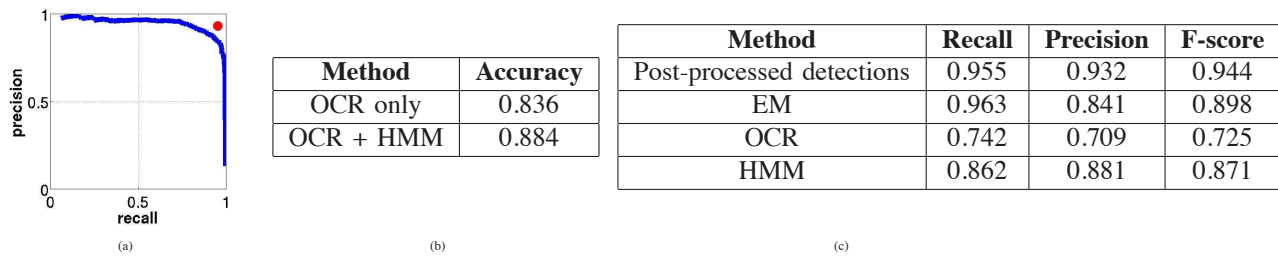 1
0.5
0
0 0.5 1
precision
recall
(a)
Method Accuracy
OCR only 0.836
OCR + HMM 0.884
(b)
Method Recall Precision F-score
Post-processed detections 0.955 0.932 0.944
EM 0.963 0.841 0.898
OCR 0.742 0.709 0.725
HMM 0.862 0.881 0.871
(c)